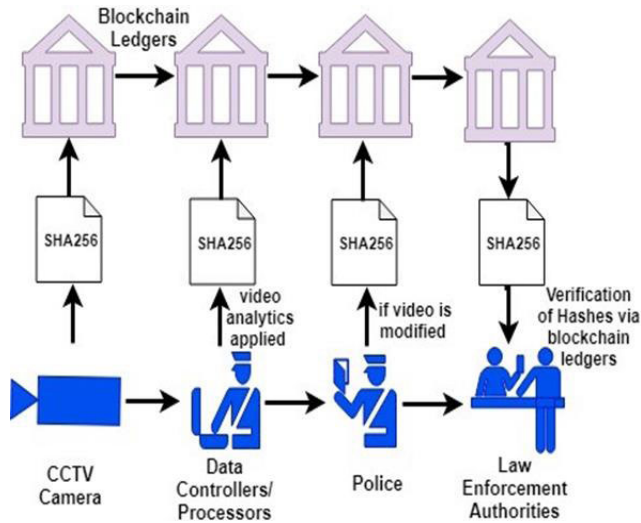 Blockchain
Ledgers
SHA256
SHA256
SHA256
SHA256
video
analytics
applied
if video is
modified
Verification
of Hashes via
blockchain
ledgers
CCTV
Camera
Data
Controllers/
Processors
Police
Law
Enforcement
Authorities